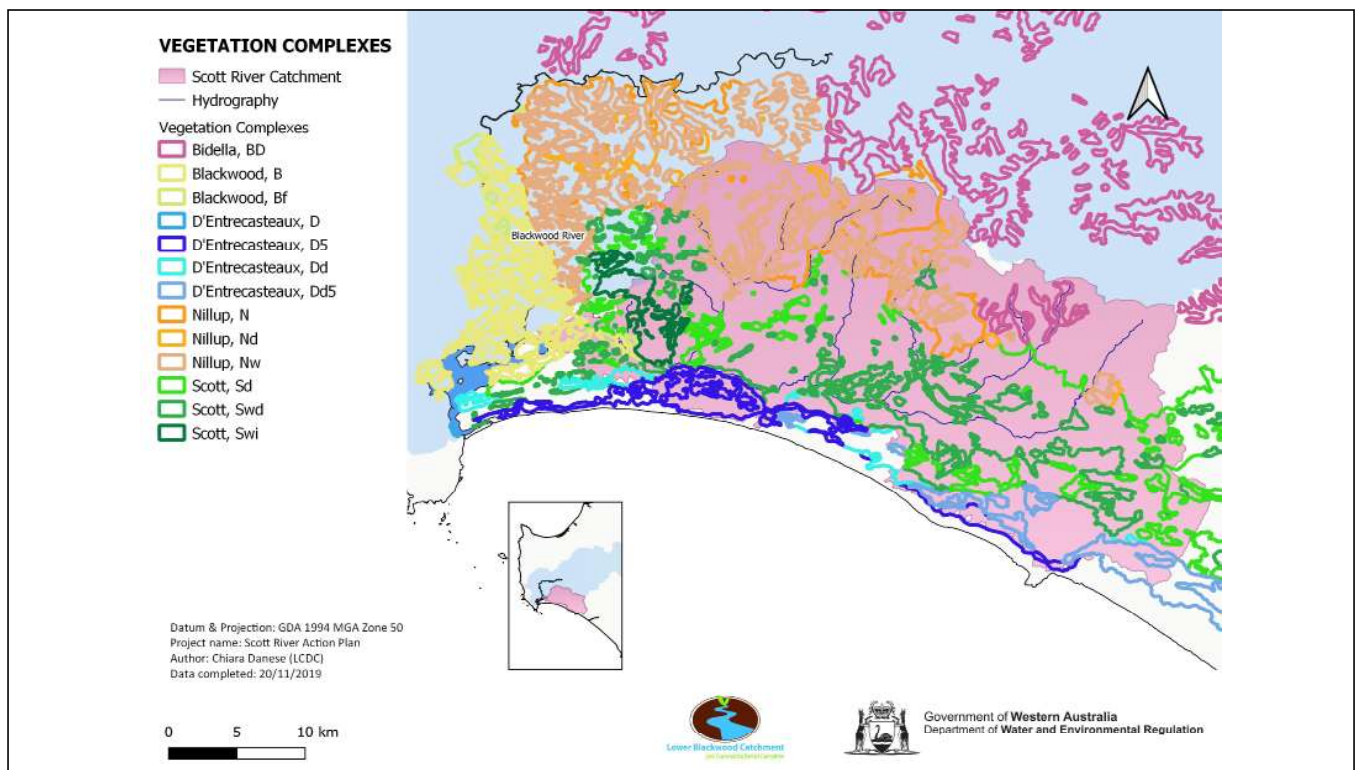 VEGETATION COMPLEXES
Scott River Catchment
Hydrography
Vegetation Complexes
Bidella, BD
Blackwood, B
Blackwood, Bf
D'Entrecasteaux, D
D'Entrecasteaux, D5
D'Entrecasteaux, Dd
D'Entrecasteaux, Dd5
Nillup, N
Nillup, Nd
Nillup, Nw
Scott, Sd
Scott, Swd
Scott, Swi
Blackwood River
Datum & Projection: GDA 1994 MGA Zone 50
Project name: Scott River Action Plan
Author: Chiara Danese (LCDC)
Data completed: 20/11/2019
0 5 10 km
Lower Blackwood Catchment
Government of Western Australia
Department of Water and Environmental Regulation